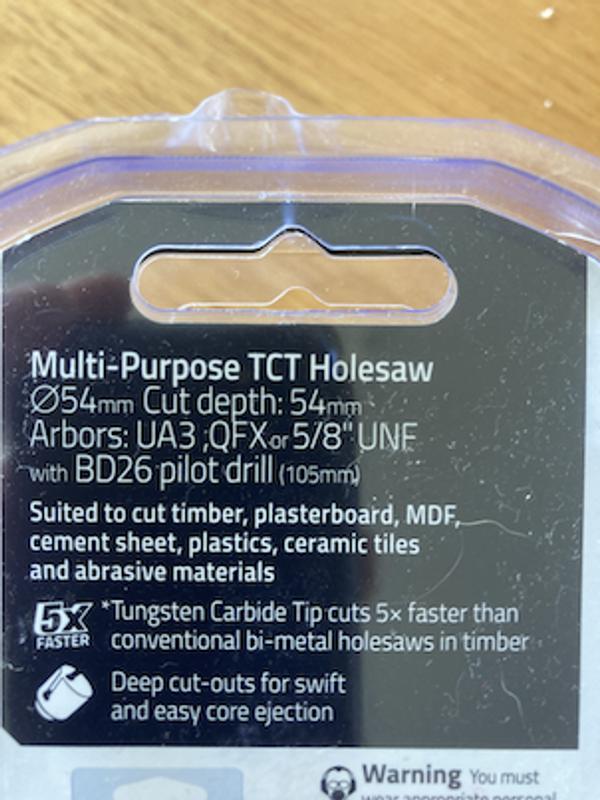 Multi-Purpose TCT Holesaw
Ø54mm Cut depth: 54mm
Arbors: UA3 ;QFX or 5/8" UNF
with BD26 pilot drill (105mm)
Suited to cut timber, plasterboard, MDF,
cement sheet, plastics, ceramic tiles
and abrasive materials
5X
FASTER
*Tungsten Carbide Tip cuts 5× faster than
conventional bi-metal holesaws in timber
Deep cut-outs for swift
and easy core ejection
Warning You must
wear appropriate personal